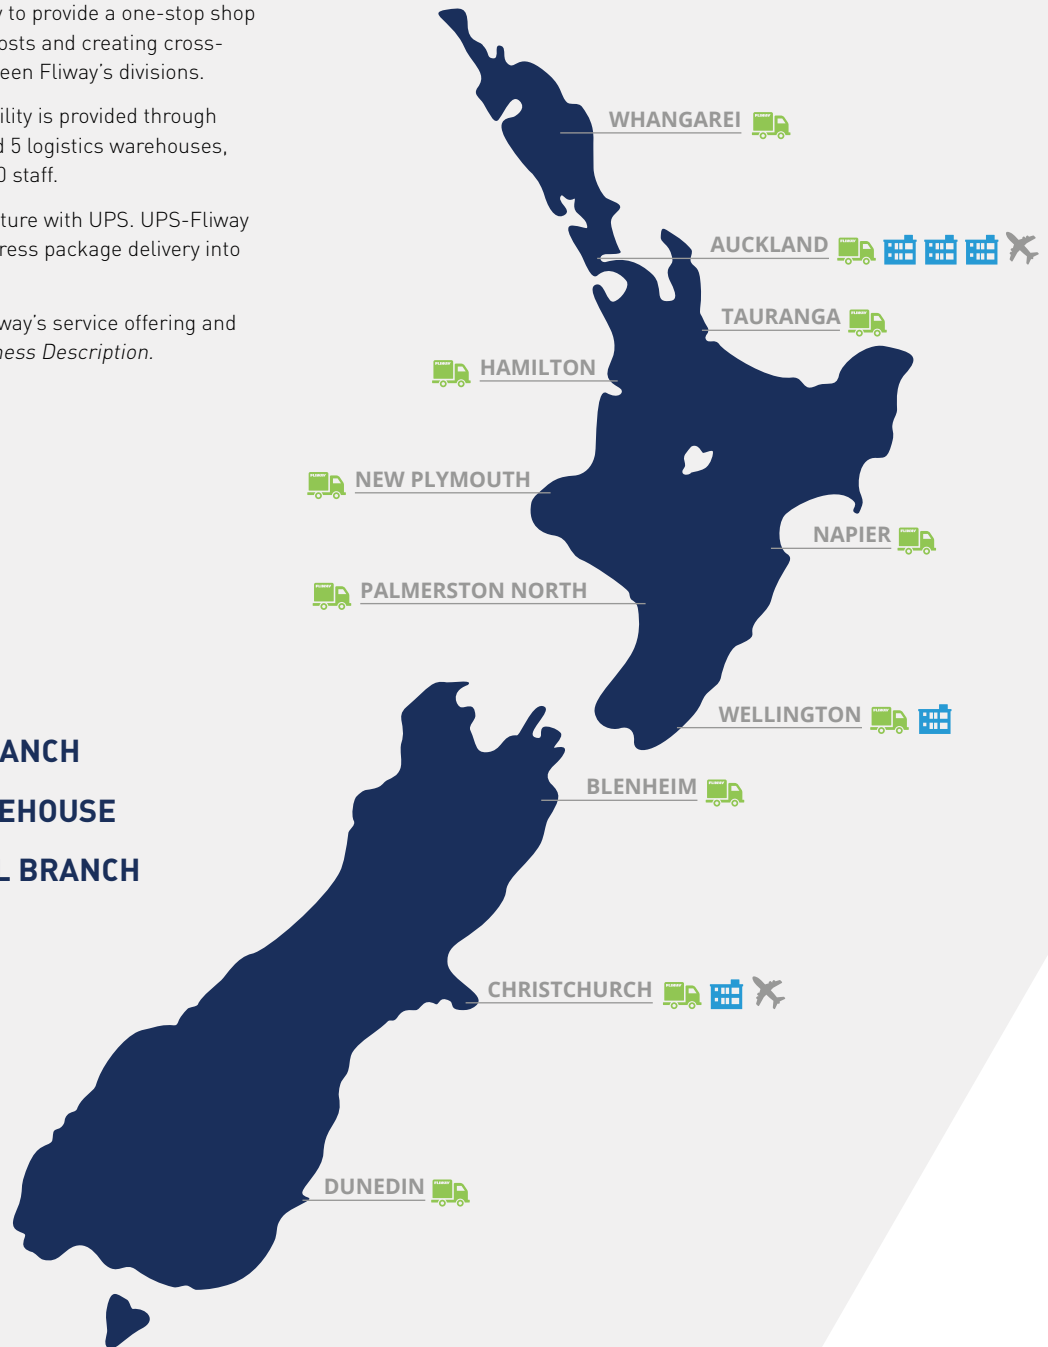 to provide a one-stop shop
osts and creating cross-
een Fliway's divisions.
ility is provided through
5 logistics warehouses,
0 staff.
ture with UPS. UPS-Fliway
ress package delivery into
way's service offering and
ness Description.
WHANGAREI
AUCKLAND
TAURANGA
HAMILTON
NEW PLYMOUTH
NAPIER
PALMERSTON NORTH
WELLINGTON
ANCH
BLENHEIM
EHOUSE
L BRANCH
CHRISTCHURCH
DUNEDIN